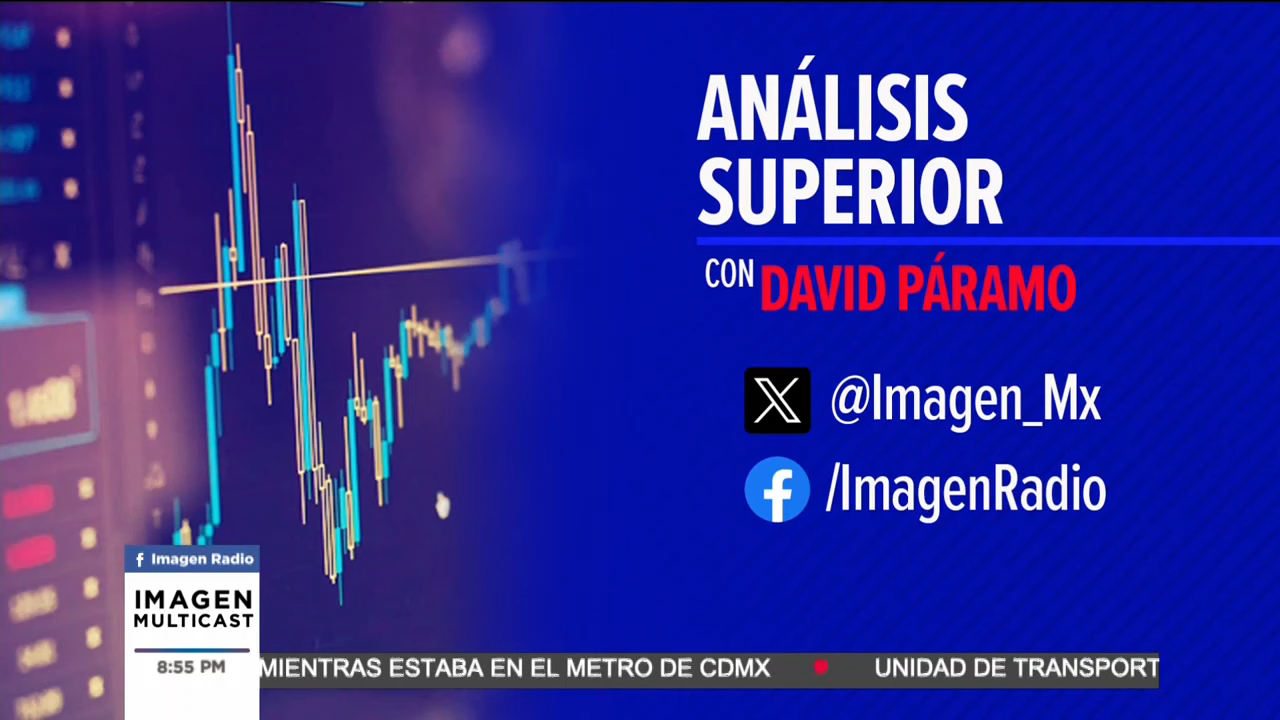 ANÁLISIS
SUPERIOR
CON DAVID PÁRAMO
@Imagen_Mx
/ImagenRadio
Imagen Radio
IMAGEN
MULTICAST
8:55 PM
MIENTRAS ESTABA EN EL METRO DE CDMX • UNIDAD DE TRANSPORT